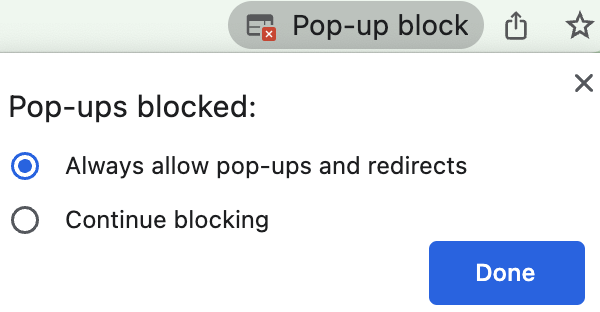 Pop-up block
Pop-ups blocked:
Always allow pop-ups and redirects
Continue blocking
Done